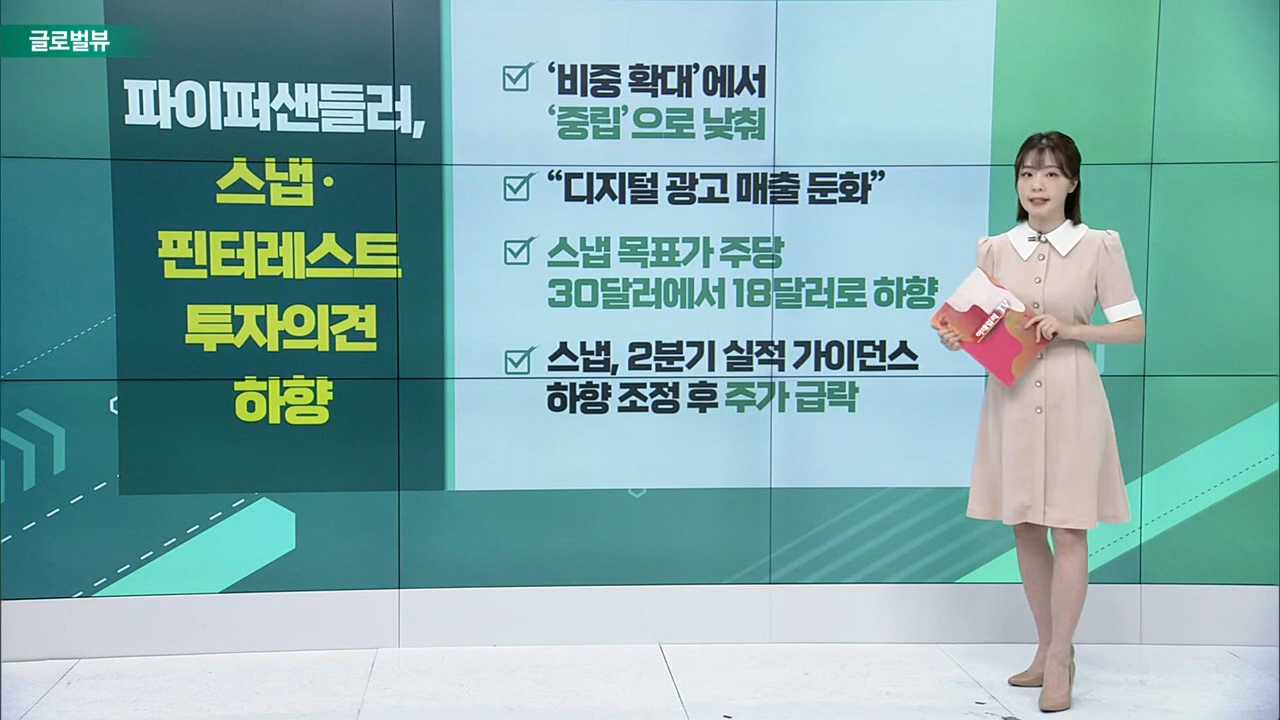 글로벌뷰
파이퍼샌들러,
스냅·
핀터레스트
투자의견
하향
‘비중 확대’에서
‘중립’으로 낮춰
“디지털 광고 매출 둔화”
스냅 목표가 주당
30달러에서 18달러로 하향
스냅, 2분기 실적 가이던스
하향 조정 후 주가 급락